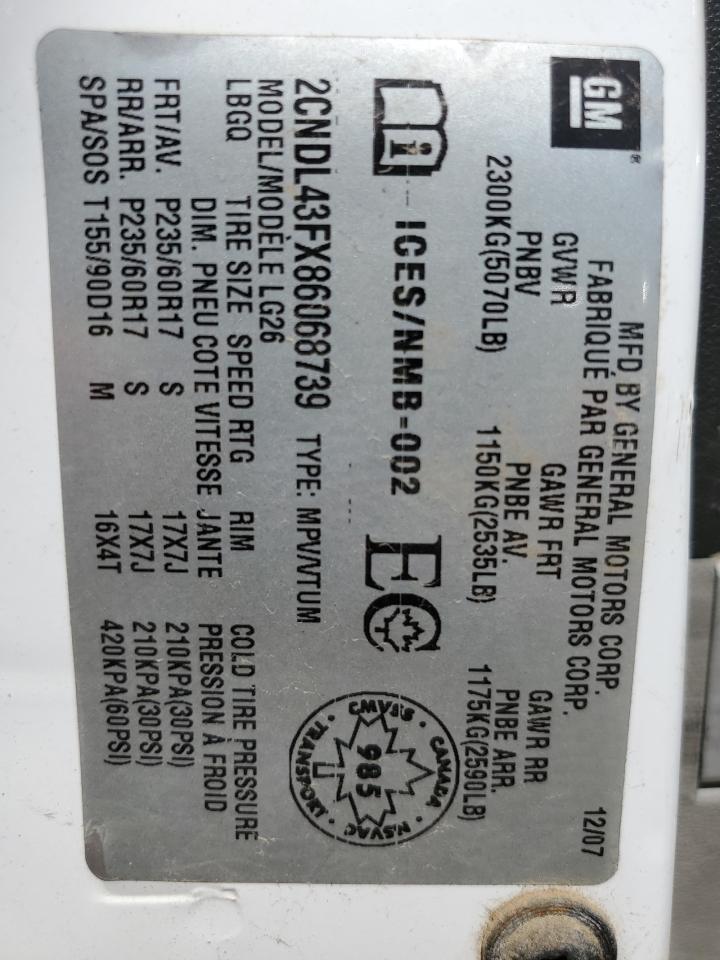 GM
MFD BY GENERAL MOTORS CORP.
FABRIQUÉ PAR GENERAL MOTORS CORP.
12/07
GVWR GAWR FRT GAWR RR
PNBV PNBE AV. PNBE ARR.
2300KG(5070LB) 1150KG(2535LB) 1175KG(2590LB)
i ICES/NMB-002 EC
CMVSS · CANADA · NSVAC · TRANSPORT ·
985
T
2CNDL43FX86068739 TYPE: MPV/VTUM
MODEL/MODÈLE LG26
LBGQ TIRE SIZE SPEED RTG RIM COLD TIRE PRESSURE
DIM. PNEU COTE VITESSE JANTE PRESSION À FROID
FRT/AV. P235/60R17 S 17X7J 210KPA(30PSI)
RR/ARR. P235/60R17 S 17X7J 210KPA(30PSI)
SPA/SOS T155/90D16 M 16X4T 420KPA(60PSI)